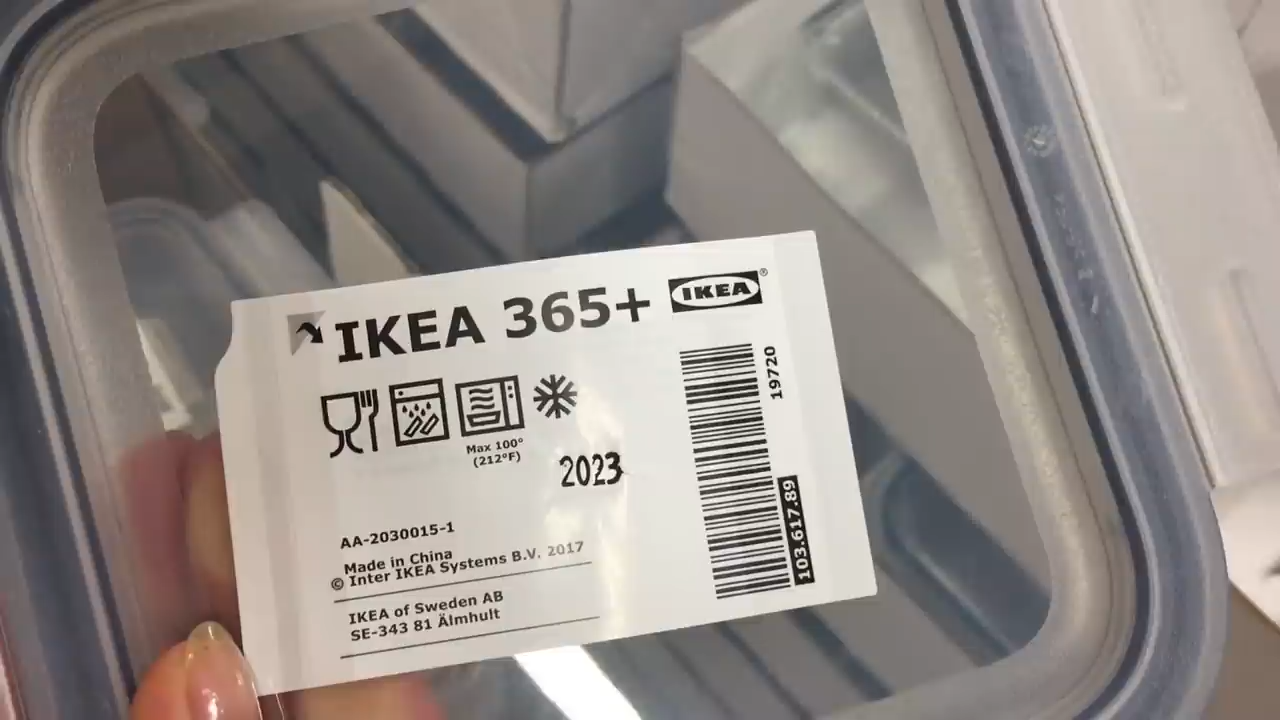 IKEA 365+
IKEA®
Max 100°
(212°F)
2023
19720
103.617.89
AA-2030015-1
Made in China
© Inter IKEA Systems B.V. 2017
IKEA of Sweden AB
SE-343 81 Älmhult